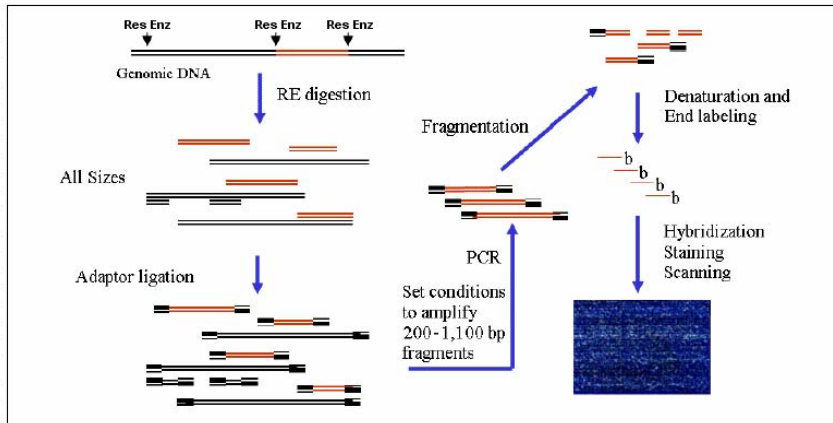 Res Enz Res Enz Res Enz
Genomic DNA
RE digestion
All Sizes
Adaptor ligation
Set conditions
to amplify
200-1,100 bp
fragments
PCR
Fragmentation
Denaturation and
End labeling
b
b
b
b
Hybridization
Staining
Scanning